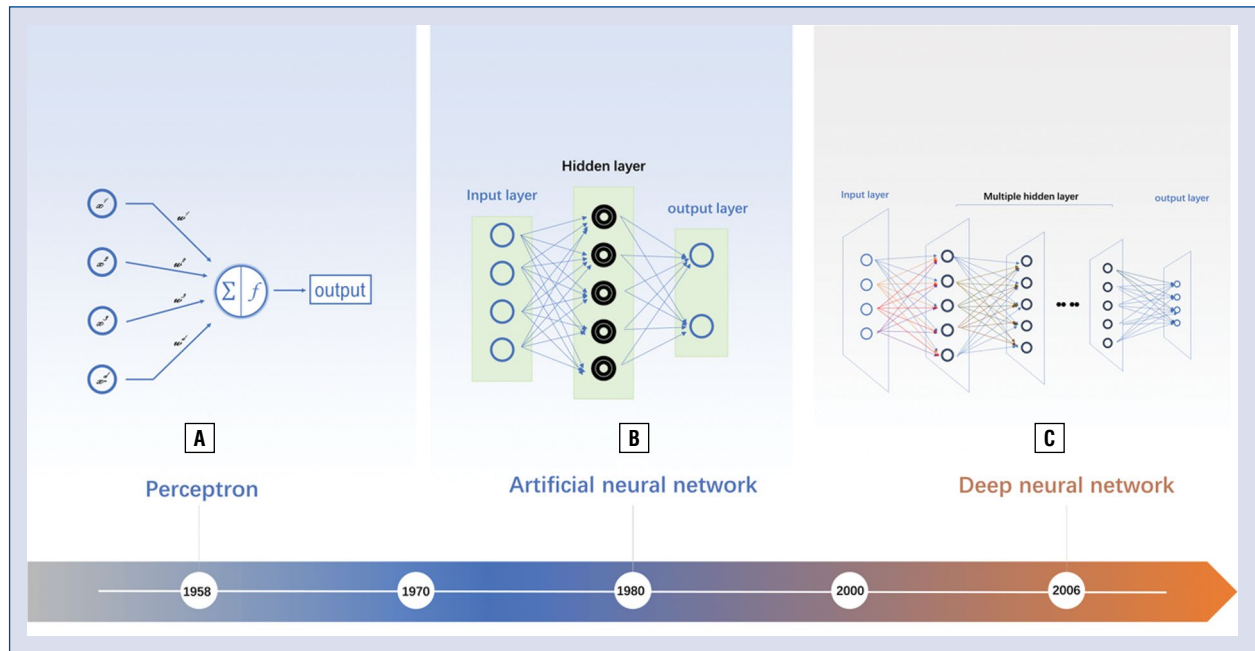 Hidden layer
Input layer
output layer
Input layer
Multiple hidden layer
output layer
Σ f
output
A
B
C
Perceptron
Artificial neural network
Deep neural network
1958
1970
1980
2000
2006